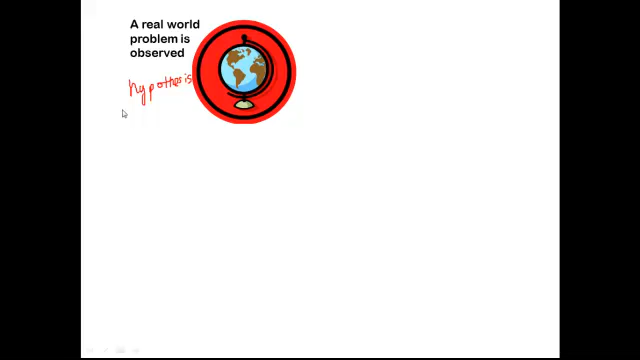 A real world
problem is
observed
hypothesis